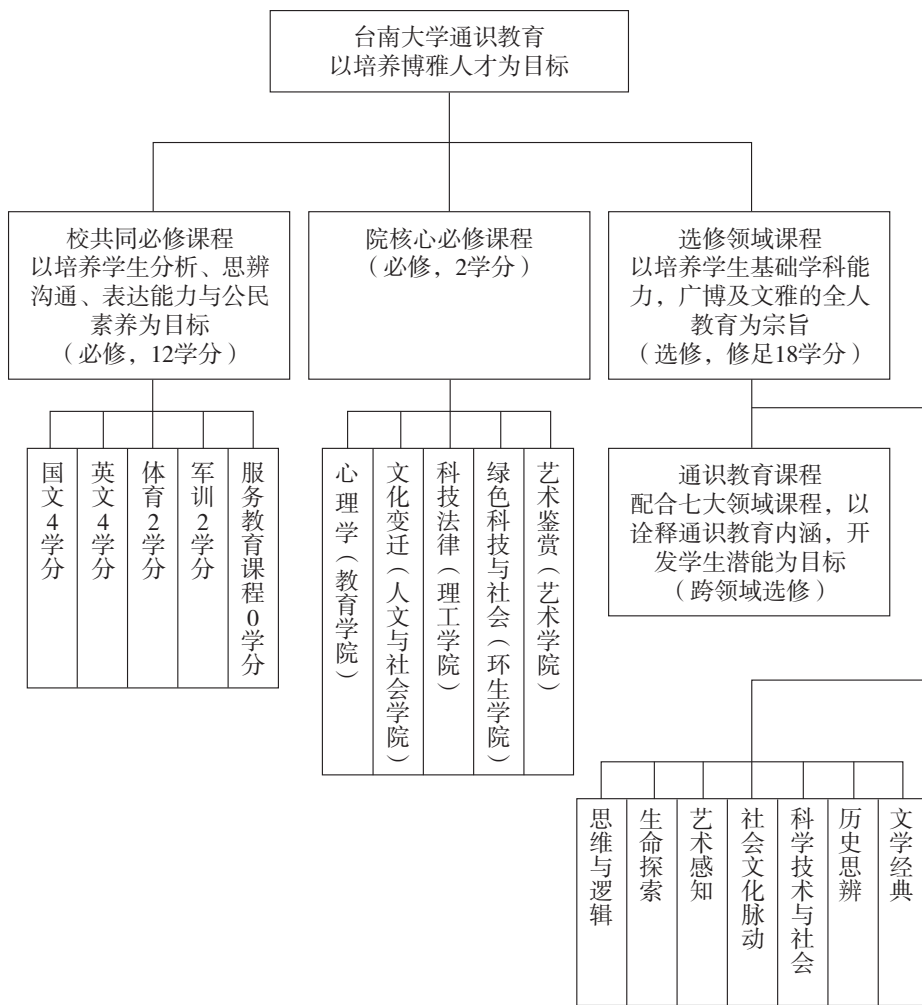 台南大学通识教育
以培养博雅人才为目标
校共同必修课程
以培养学生分析、思辨
沟通、表达能力与公民
素养为目标
（必修，12学分）
院核心必修课程
（必修，2学分）
选修领域课程
以培养学生基础学科能
力，广博及文雅的全人
教育为宗旨
（选修，修足18学分）
国文4学分
英文4学分
体育2学分
军训2学分
服务教育课程0学分
心理学（教育学院）
文化变迁（人文与社会学院）
科技法律（理工学院）
绿色科技与社会（环生学院）
艺术鉴赏（艺术学院）
通识教育课程
配合七大领域课程，以
诠释通识教育内涵，开
发学生潜能为目标
（跨领域选修）
思维与逻辑
生命探索
艺术感知
社会文化脉动
科学技术与社会
历史思辨
文学经典